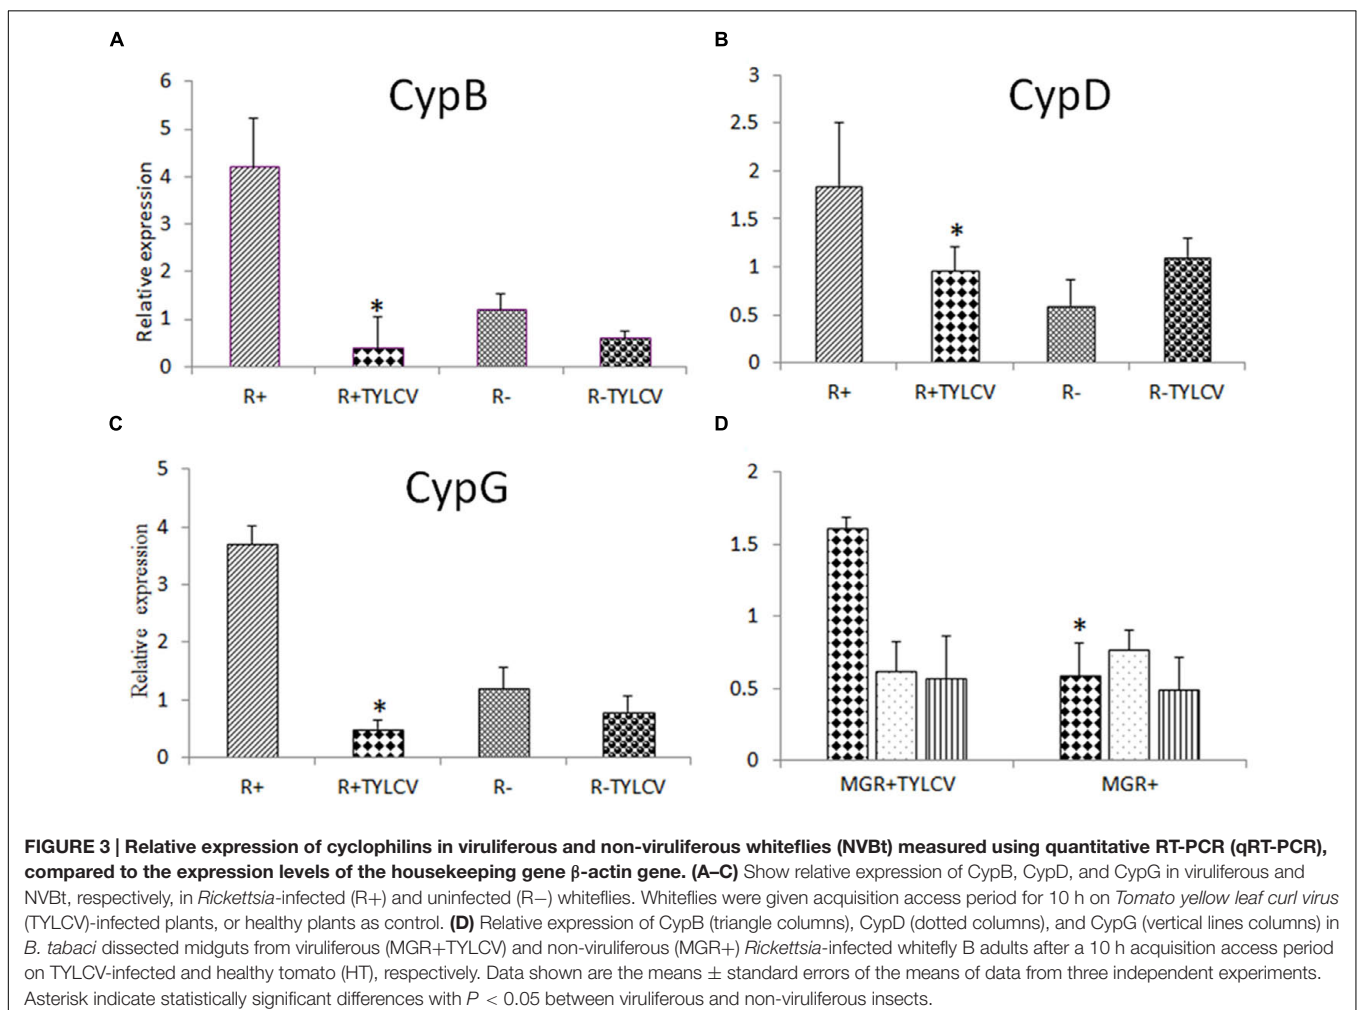 A
CypB
Relative expression
6
5
4
3
2
1
0
*
R+ R+TYLCV R- R-TYLCV
B
CypD
3
2.5
2
1.5
1
0.5
0
*
R+ R+TYLCV R- R-TYLCV
C
CypG
Relative expression
5
4
3
2
1
0
*
R+ R+TYLCV R- R-TYLCV
D
2
1.5
1
0.5
0
*
MGR+TYLCV MGR+
FIGURE 3 | Relative expression of cyclophilins in viruliferous and non-viruliferous whiteflies (NVBt) measured using quantitative RT-PCR (qRT-PCR),
compared to the expression levels of the housekeeping gene β-actin gene. (A–C) Show relative expression of CypB, CypD, and CypG in viruliferous and
NVBt, respectively, in Rickettsia-infected (R+) and uninfected (R−) whiteflies. Whiteflies were given acquisition access period for 10 h on Tomato yellow leaf curl virus
(TYLCV)-infected plants, or healthy plants as control. (D) Relative expression of CypB (triangle columns), CypD (dotted columns), and CypG (vertical lines columns) in
B. tabaci dissected midguts from viruliferous (MGR+TYLCV) and non-viruliferous (MGR+) Rickettsia-infected whitefly B adults after a 10 h acquisition access period
on TYLCV-infected and healthy tomato (HT), respectively. Data shown are the means ± standard errors of the means of data from three independent experiments.
Asterisk indicate statistically significant differences with P < 0.05 between viruliferous and non-viruliferous insects.